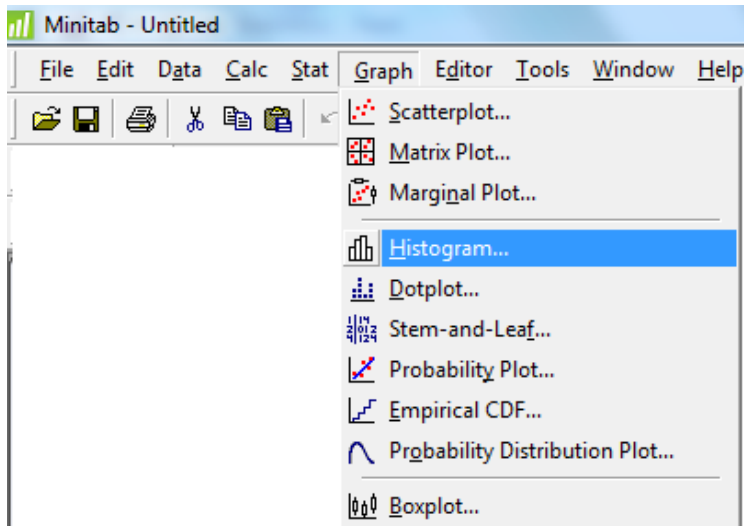 Minitab - Untitled
File Edit Data Calc Stat Graph Editor Tools Window Help
Scatterplot...
Matrix Plot...
Marginal Plot...
Histogram...
Dotplot...
Stem-and-Leaf...
Probability Plot...
Empirical CDF...
Probability Distribution Plot...
Boxplot...